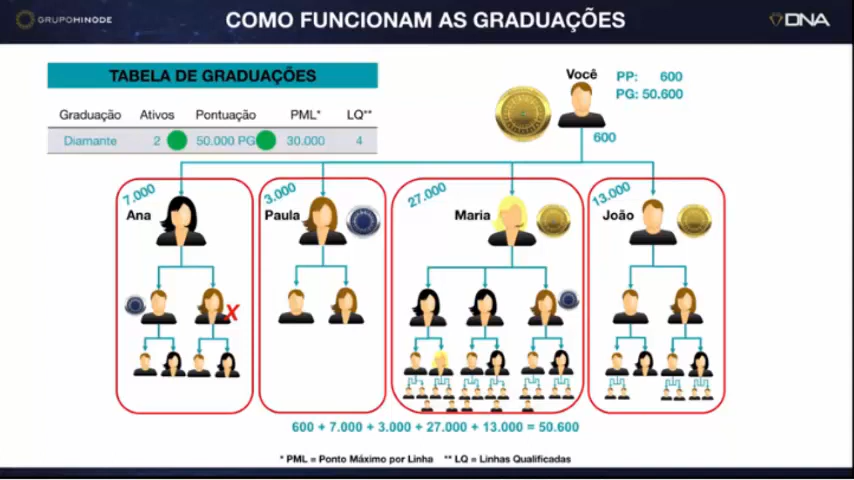 GRUPOHINODE
COMO FUNCIONAM AS GRADUAÇÕES
DNA
TABELA DE GRADUAÇÕES
Graduação Ativos Pontuação PML* LQ**
Diamante 2 50.000 PG 30.000 4
Você
PP: 600
PG: 50.600
600
7.000
Ana
3.000
Paula
27.000
Maria
13.000
João
X
600 + 7.000 + 3.000 + 27.000 + 13.000 = 50.600
* PML = Ponto Máximo por Linha ** LQ = Linhas Qualificadas